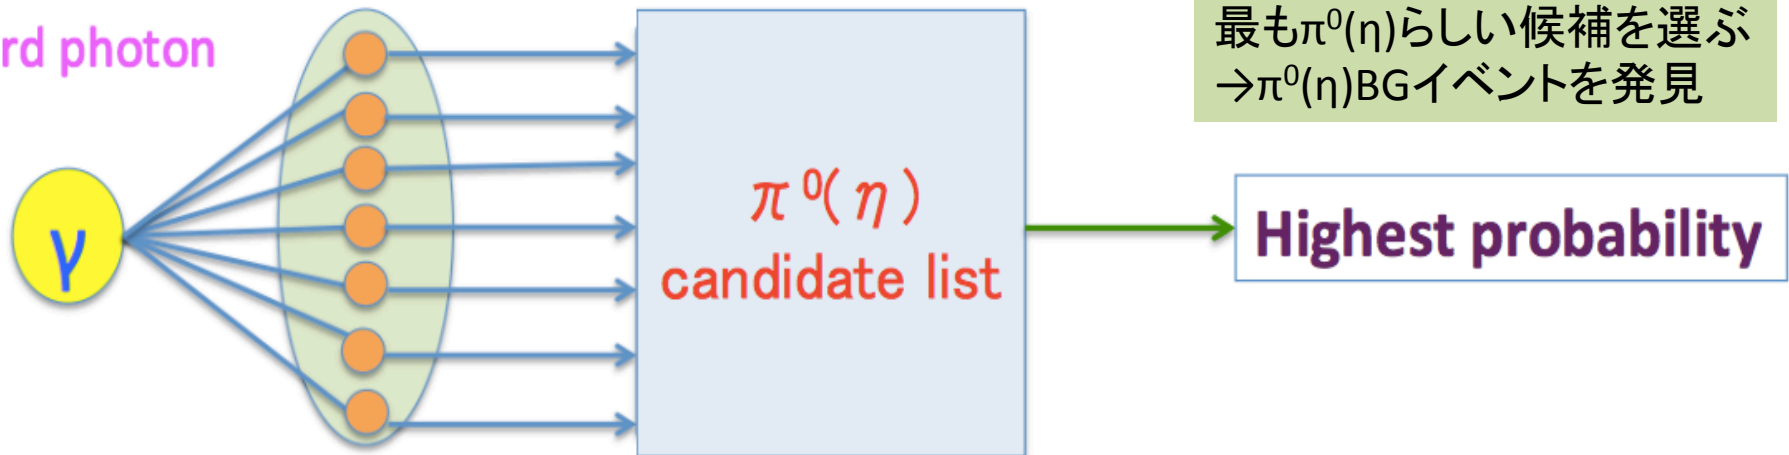 rd photon
γ
π⁰(η)
candidate list
最もπ⁰(η)らしい候補を選ぶ
→π⁰(η)BGイベントを発見
Highest probability